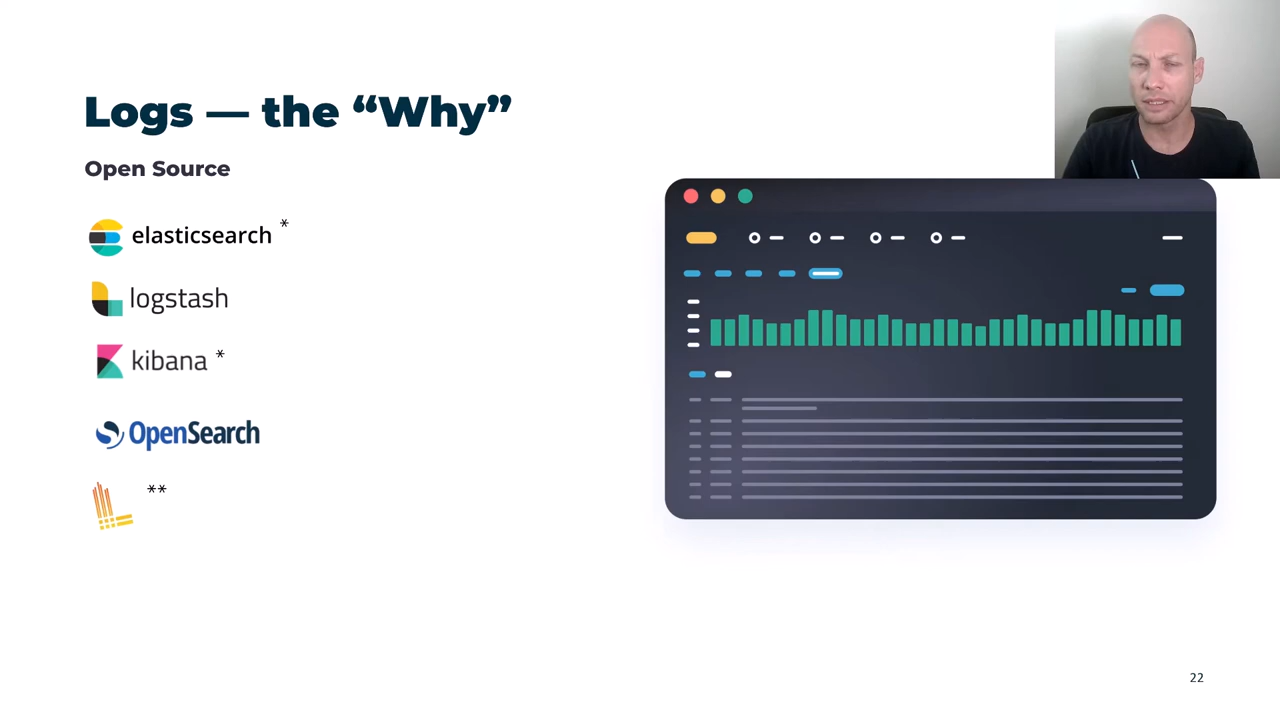 Logs — the “Why”
Open Source
elasticsearch *
logstash
kibana *
OpenSearch
**
22